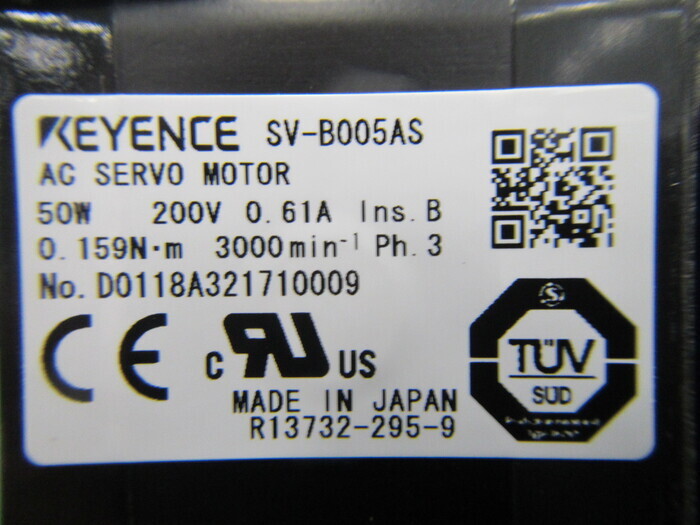 KEYENCE SV-B005AS
AC SERVO MOTOR
50W 200V 0.61A Ins.B
0.159N·m 3000min-1 Ph.3
No.D0118A321710009
CE c RU US
TÜV
SÜD
MADE IN JAPAN
R13732-295-9